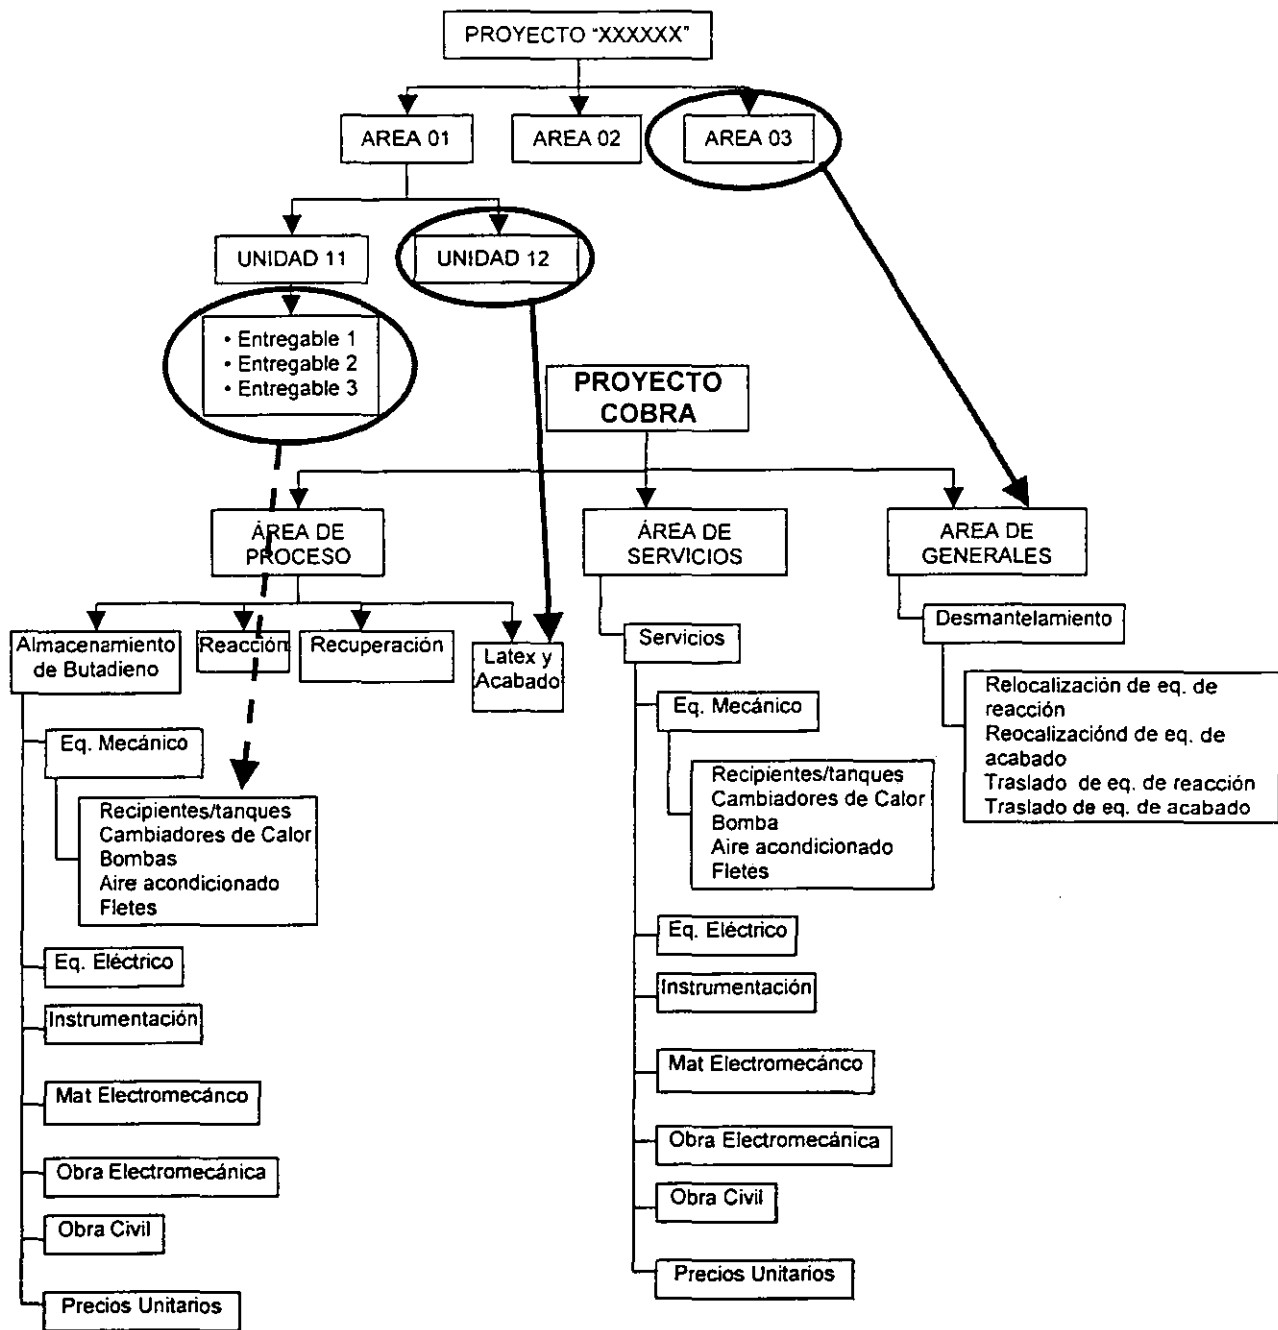 PROYECTO "XXXXXX"
AREA 01
AREA 02
AREA 03
UNIDAD 11
UNIDAD 12
• Entregable 1
• Entregable 2
• Entregable 3
PROYECTO
COBRA
ÁREA DE
PROCESO
ÁREA DE
SERVICIOS
AREA DE
GENERALES
Almacenamiento
de Butadieno
Reacción
Recuperación
Latex y
Acabado
Eq. Mecánico
Recipientes/tanques
Cambiadores de Calor
Bombas
Aire acondicionado
Fletes
Eq. Eléctrico
Instrumentación
Mat Electromecánco
Obra Electromecánica
Obra Civil
Precios Unitarios
Servicios
Eq. Mecánico
Recipientes/tanques
Cambiadores de Calor
Bomba
Aire acondicionado
Fletes
Eq. Eléctrico
Instrumentación
Mat Electromecánco
Obra Electromecánica
Obra Civil
Precios Unitarios
Desmantelamiento
Relocalización de eq. de
reacción
Reocalizaciónd de eq. de
acabado
Traslado de eq. de reacción
Traslado de eq. de acabado